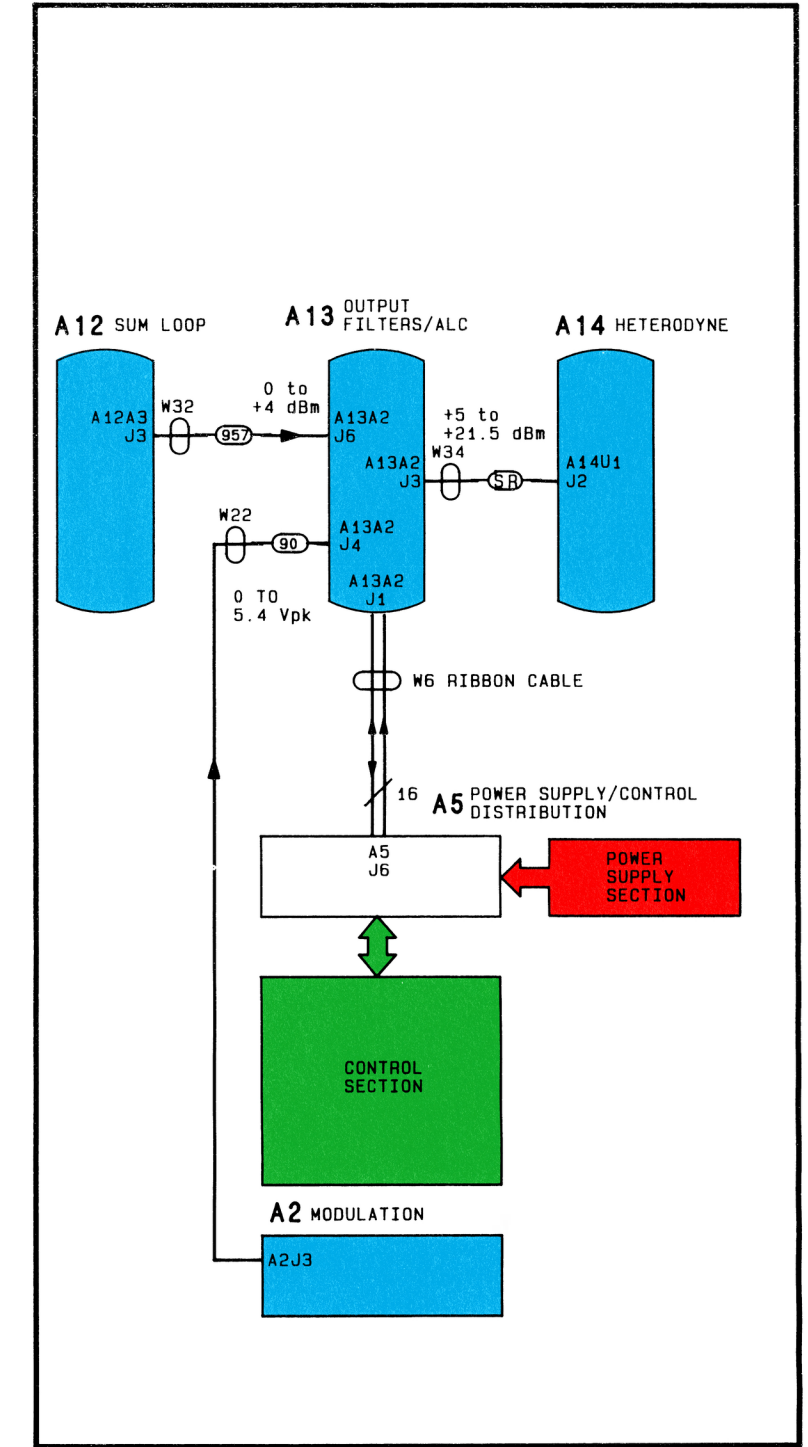 A12 SUM LOOP
A13 OUTPUT
FILTERS/ALC
A14 HETERODYNE
A12A3
J3
W32
957
0 to
+4 dBm
A13A2
J6
A13A2
J3
+5 to
+21.5 dBm
W34
SR
A14U1
J2
W22
90
A13A2
J4
0 TO
5.4 Vpk
A13A2
J1
W6 RIBBON CABLE
16
A5 POWER SUPPLY/CONTROL
DISTRIBUTION
A5
J6
POWER
SUPPLY
SECTION
CONTROL
SECTION
A2 MODULATION
A2J3